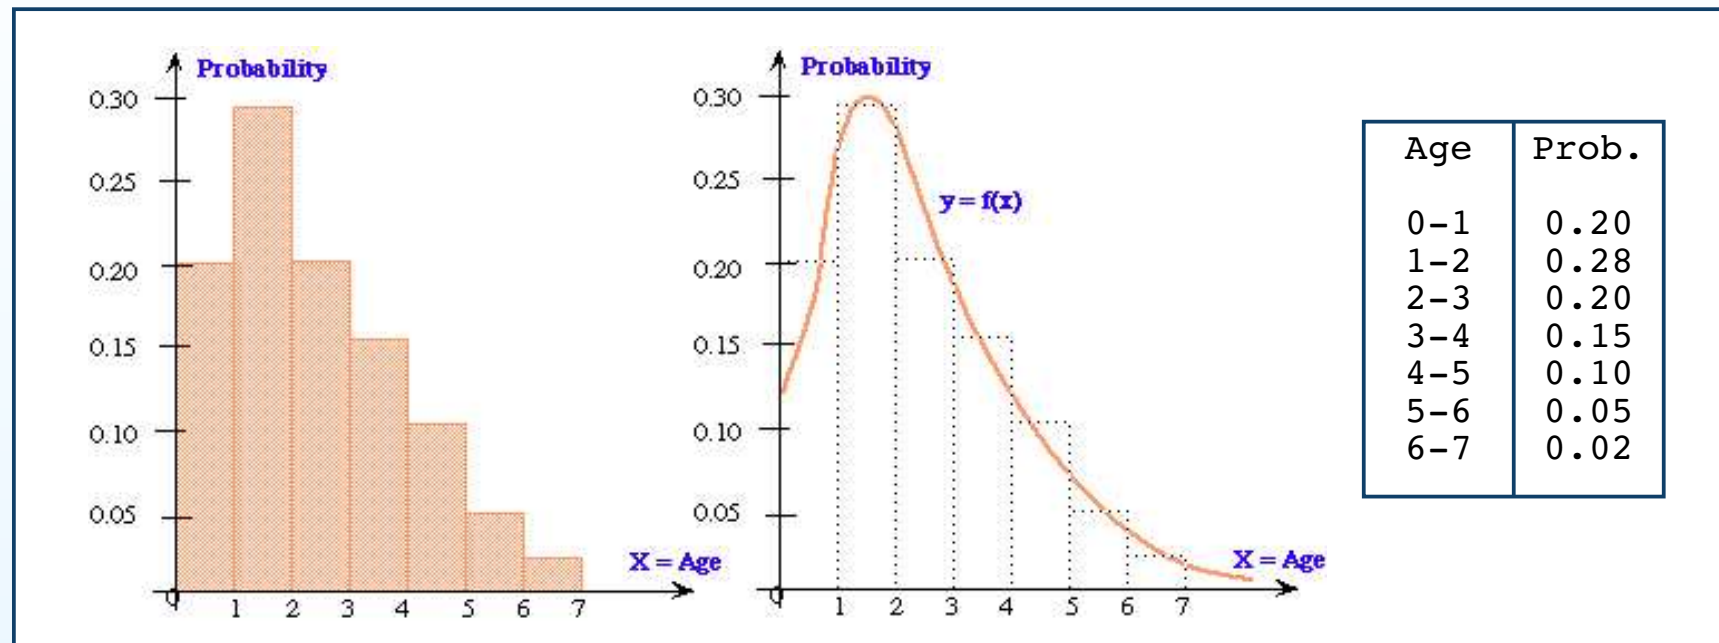 Probability
0.30
0.25
0.20
0.15
0.10
0.05
X = Age
0
1 2 3 4 5 6 7
Probability
0.30
0.25
y = f(x)
0.20
0.15
0.10
0.05
X = Age
0
1 2 3 4 5 6 7
Age Prob.
0-1 0.20
1-2 0.28
2-3 0.20
3-4 0.15
4-5 0.10
5-6 0.05
6-7 0.02